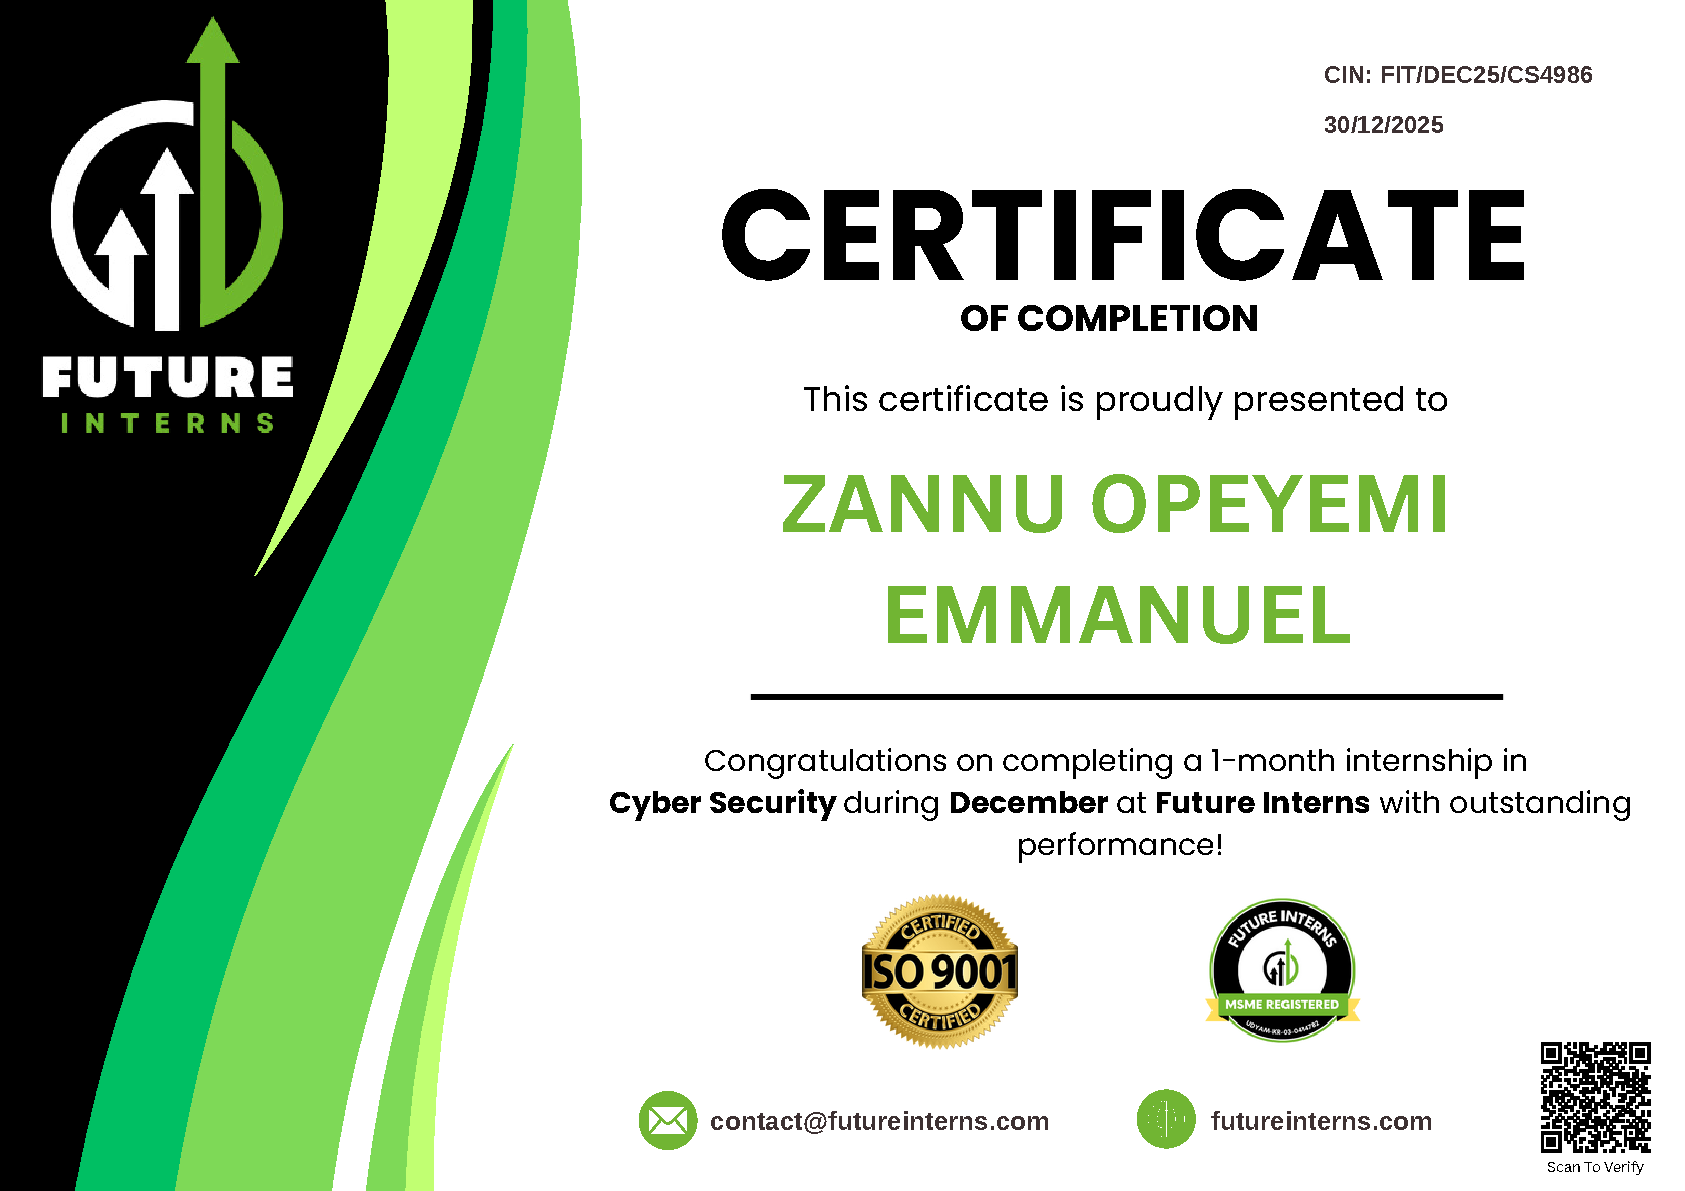 FUTURE
INTERNS
CIN: FIT/DEC25/CS4986
30/12/2025
CERTIFICATE
OF COMPLETION
This certificate is proudly presented to
ZANNU OPEYEMI
EMMANUEL
Congratulations on completing a 1-month internship in
Cyber Security during December at Future Interns with outstanding
performance!
CERTIFIED
ISO 9001
CERTIFIED
FUTURE INTERNS
MSME REGISTERED
contact@futureinterns.com
futureinterns.com
Scan To Verify